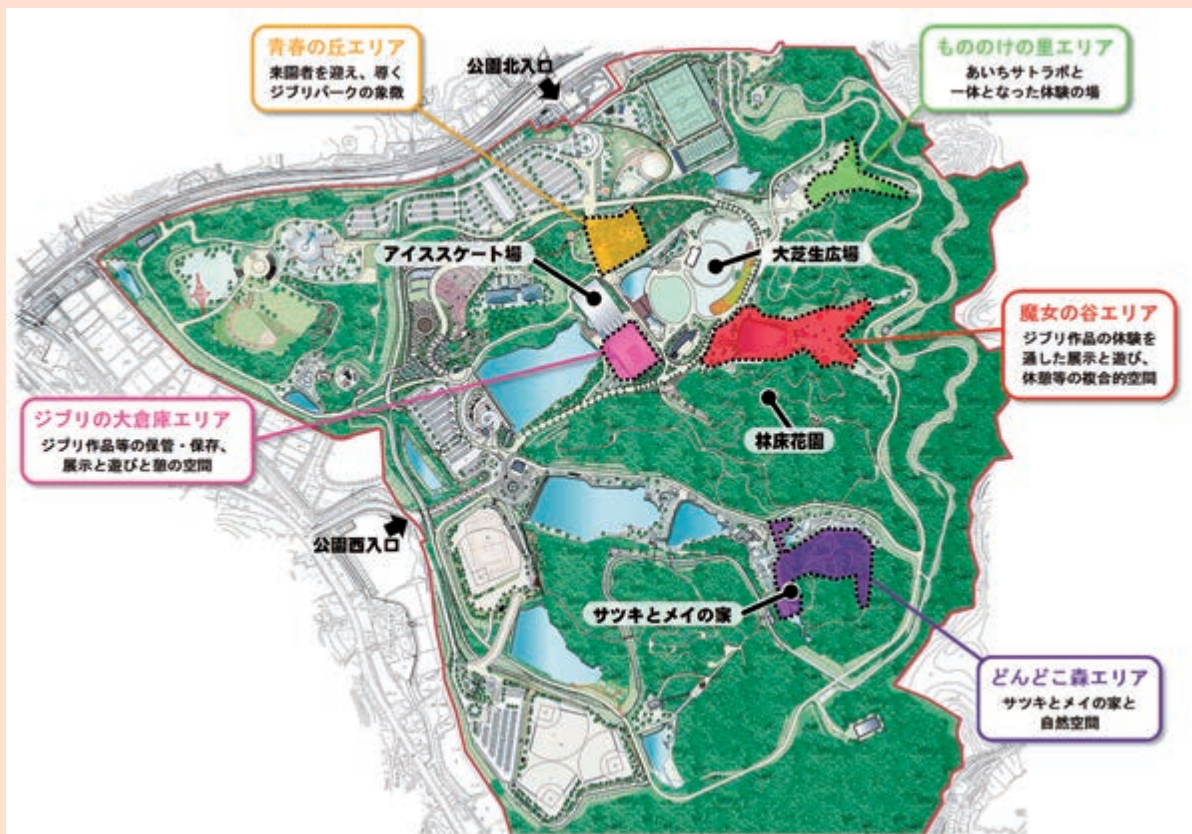 青春の丘エリア
来園者を迎え、導く
ジブリパークの象徴
公園北入口
もののけの里エリア
あいちサトラボと
一体となった体験の場
アイススケート場
大芝生広場
魔女の谷エリア
ジブリ作品の体験を
通した展示と遊び、
休憩等の複合的空間
ジブリの大倉庫エリア
ジブリ作品等の保管・保存、
展示と遊びと憩の空間
林床花園
公園西入口
サツキとメイの家
どんどこ森エリア
サツキとメイの家と
自然空間